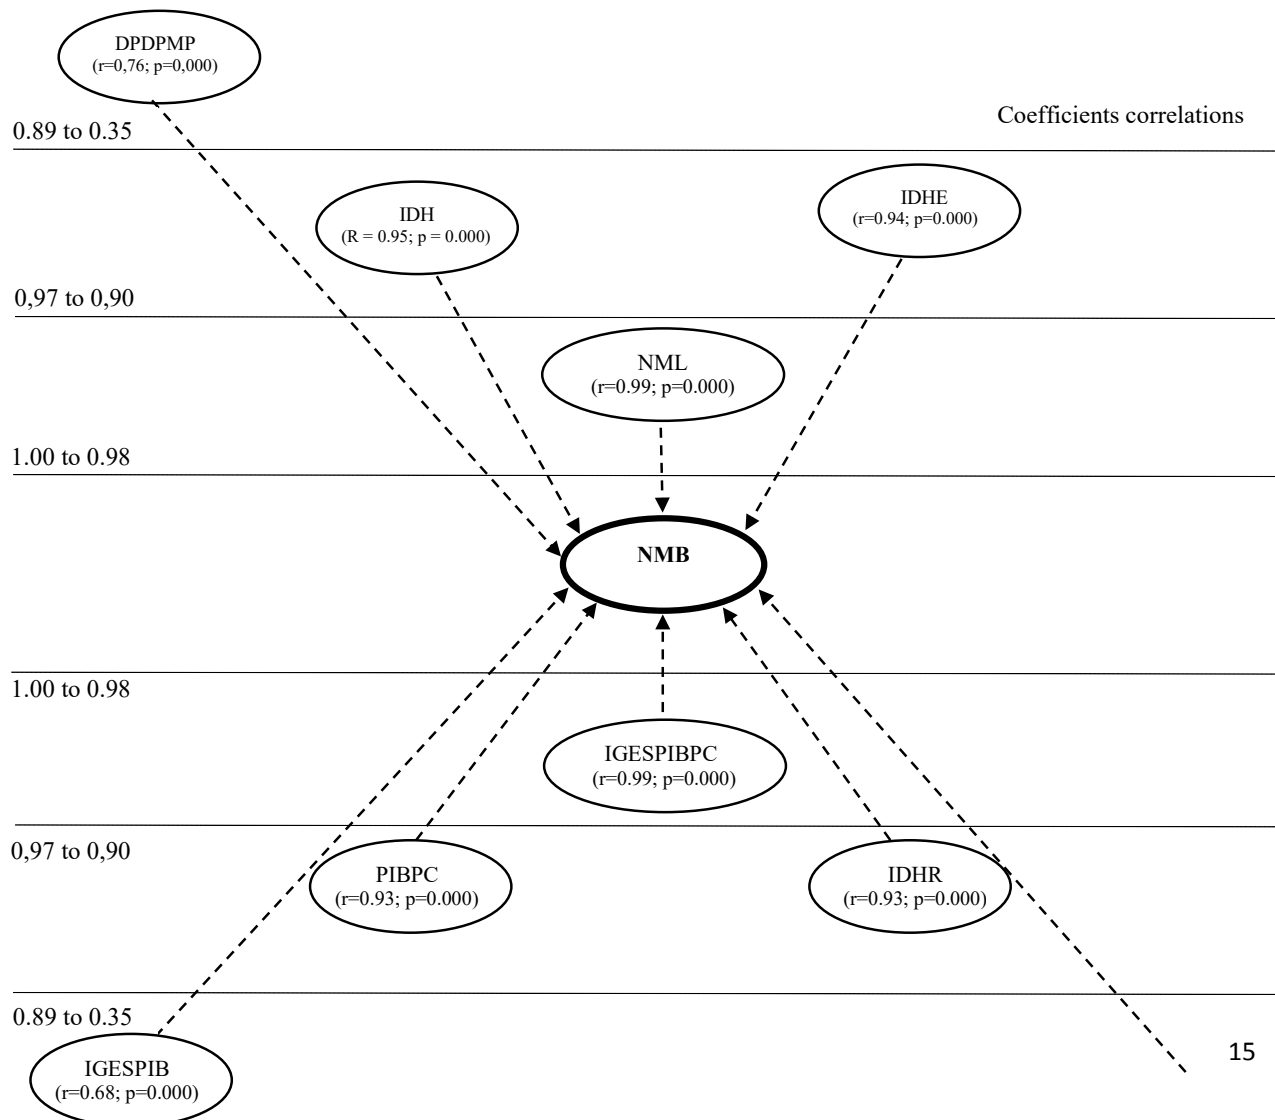 DPDPMP
(r=0,76; p=0,000)
Coefficients correlations
0.89 to 0.35
IDH
(R = 0.95; p = 0.000)
IDHE
(r=0.94; p=0.000)
0,97 to 0,90
NML
(r=0.99; p=0.000)
1.00 to 0.98
NMB
1.00 to 0.98
IGESPIBPC
(r=0.99; p=0.000)
0,97 to 0,90
PIBPC
(r=0.93; p=0.000)
IDHR
(r=0.93; p=0.000)
0.89 to 0.35
IGESPIB
(r=0.68; p=0.000)
15